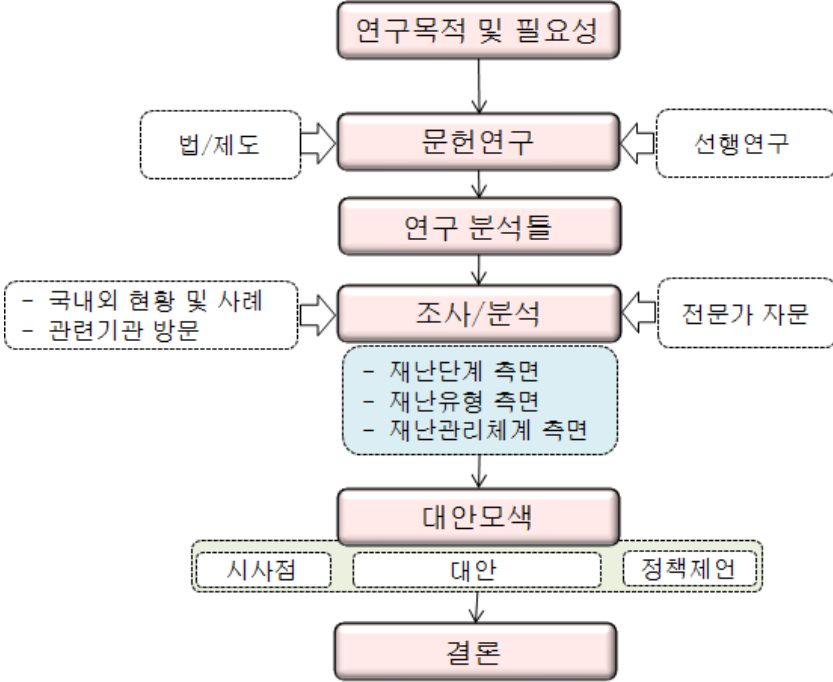 연구목적 및 필요성
법/제도
문헌연구
선행연구
연구 분석틀
- 국내외 현황 및 사례
- 관련기관 방문
조사/분석
전문가 자문
- 재난단계 측면
- 재난유형 측면
- 재난관리체계 측면
대안모색
시사점
대안
정책제언
결론